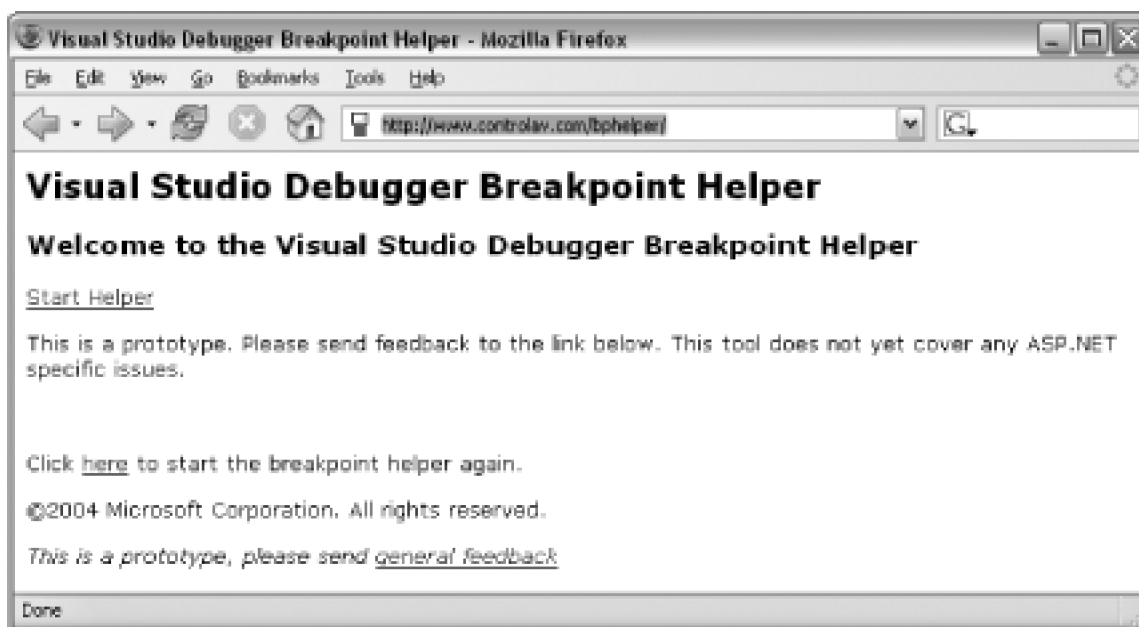 Visual Studio Debugger Breakpoint Helper - Mozilla Firefox
File Edit View Go Bookmarks Tools Help
http://www.controlav.com/bphelper/
G
Visual Studio Debugger Breakpoint Helper
Welcome to the Visual Studio Debugger Breakpoint Helper
Start Helper
This is a prototype. Please send feedback to the link below. This tool does not yet cover any ASP.NET
specific issues.
Click here to start the breakpoint helper again.
©2004 Microsoft Corporation. All rights reserved.
This is a prototype, please send general feedback
Done